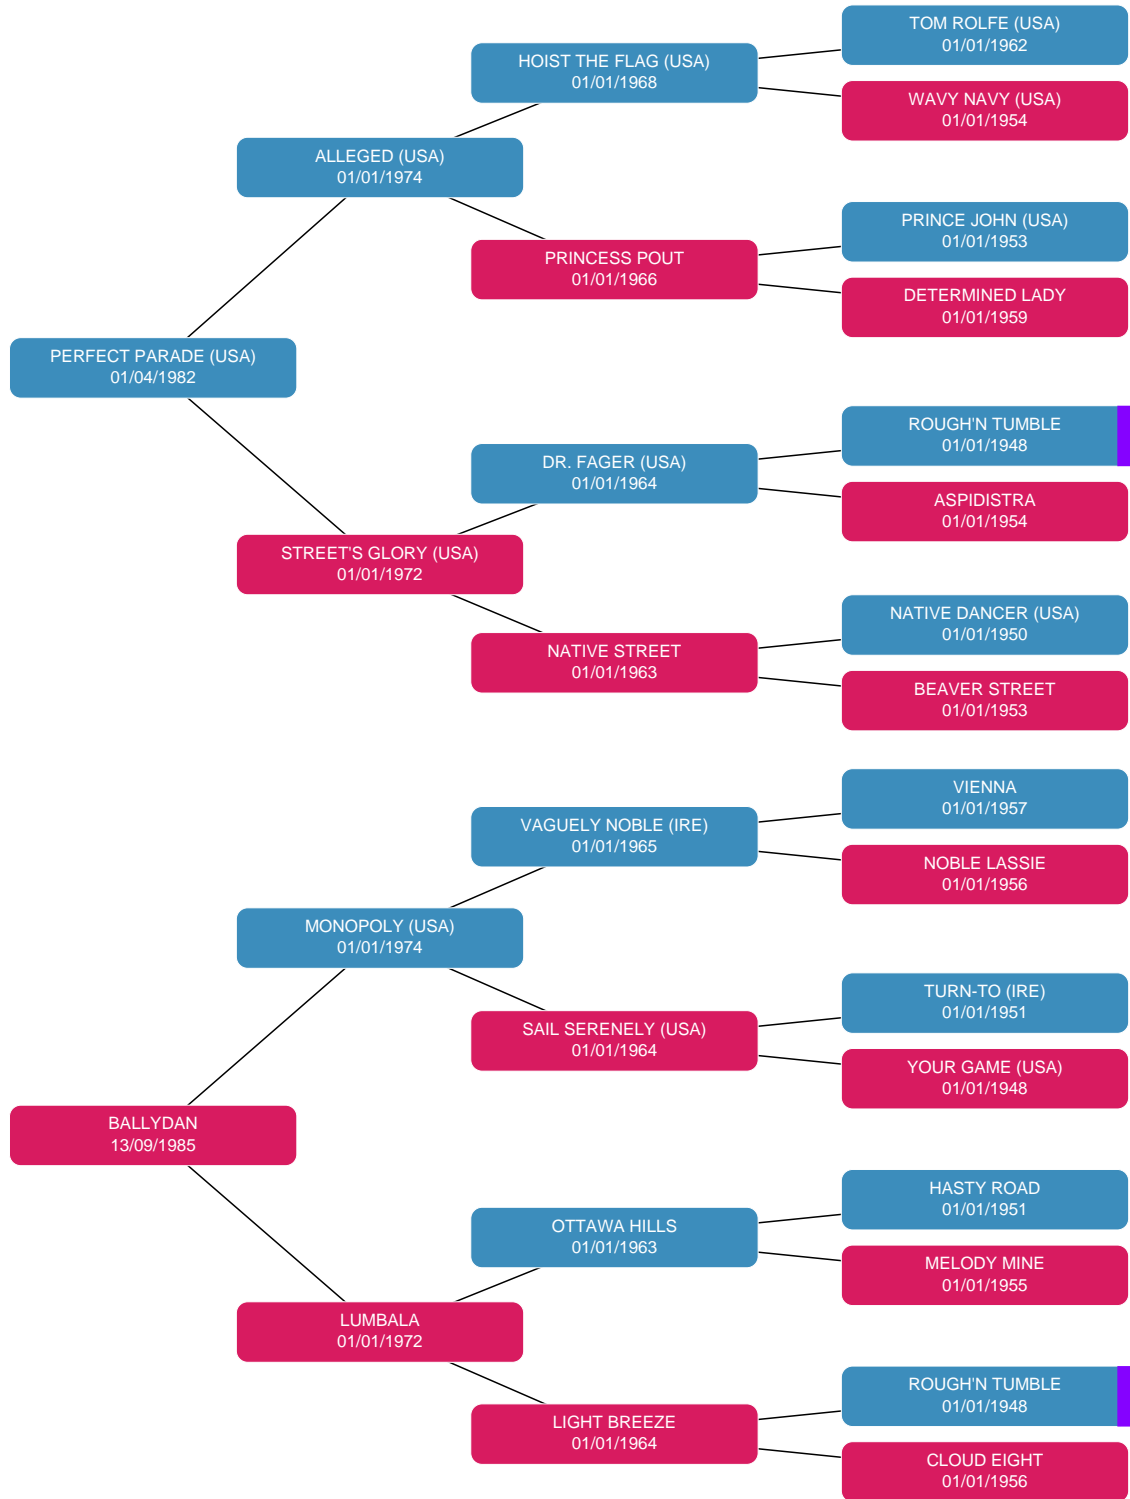 TOM ROLFE (USA)
01/01/1962
HOIST THE FLAG (USA)
01/01/1968
WAVY NAVY (USA)
01/01/1954
ALLEGED (USA)
01/01/1974
PRINCE JOHN (USA)
01/01/1953
PRINCESS POUT
01/01/1966
DETERMINED LADY
01/01/1959
PERFECT PARADE (USA)
01/04/1982
ROUGH'N TUMBLE
01/01/1948
DR. FAGER (USA)
01/01/1964
ASPIDISTRA
01/01/1954
STREET'S GLORY (USA)
01/01/1972
NATIVE DANCER (USA)
01/01/1950
NATIVE STREET
01/01/1963
BEAVER STREET
01/01/1953
VIENNA
01/01/1957
VAGUELY NOBLE (IRE)
01/01/1965
NOBLE LASSIE
01/01/1956
MONOPOLY (USA)
01/01/1974
TURN-TO (IRE)
01/01/1951
SAIL SERENELY (USA)
01/01/1964
YOUR GAME (USA)
01/01/1948
BALLYDAN
13/09/1985
HASTY ROAD
01/01/1951
OTTAWA HILLS
01/01/1963
MELODY MINE
01/01/1955
LUMBALA
01/01/1972
ROUGH'N TUMBLE
01/01/1948
LIGHT BREEZE
01/01/1964
CLOUD EIGHT
01/01/1956